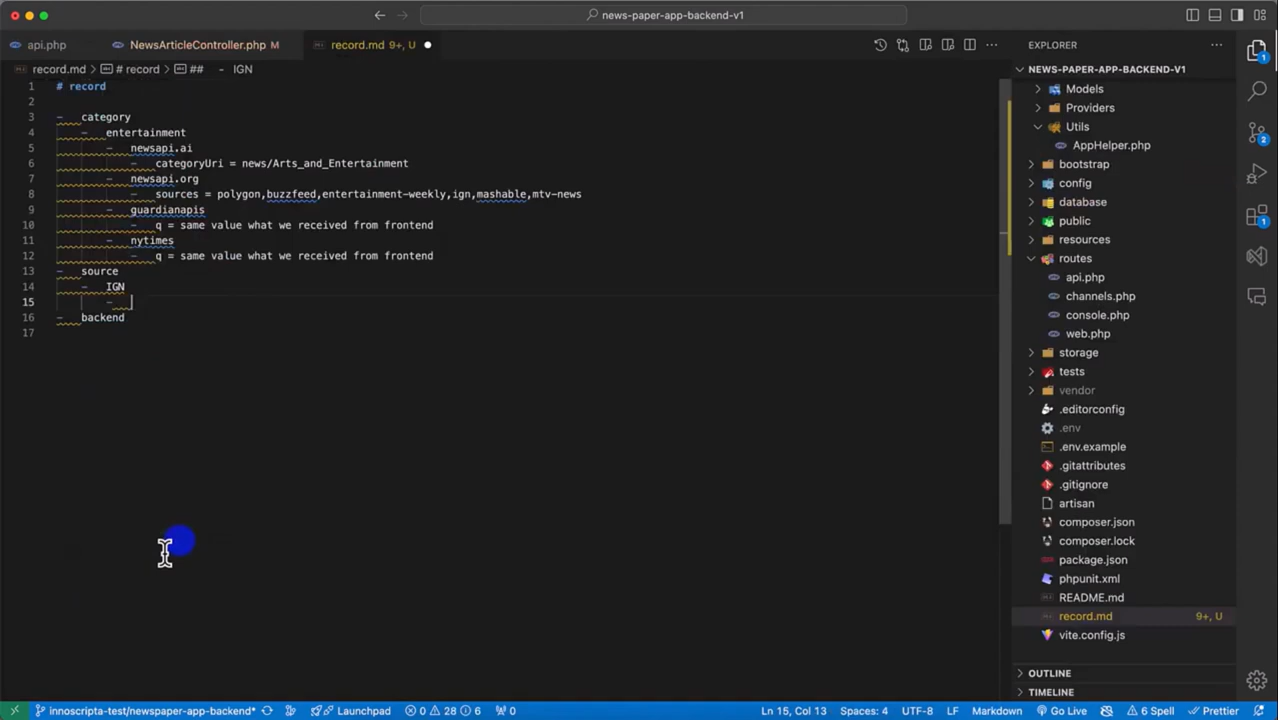 news-paper-app-backend-v1
api.php
NewsArticleController.php M
record.md 9+, U
EXPLORER
record.md > # record > ## - IGN
1 # record
2
3 - category
4 - entertainment
5 - newsapi.ai
6 - categoryUri = news/Arts_and_Entertainment
7 - newsapi.org
8 - sources = polygon,buzzfeed,entertainment-weekly,ign,mashable,mtv-news
9 - guardianapis
10 - q = same value what we received from frontend
11 - nytimes
12 - q = same value what we received from frontend
13 - source
14 - IGN
15 -
16 - backend
17
NEWS-PAPER-APP-BACKEND-V1
Models
Providers
Utils
AppHelper.php
bootstrap
config
database
public
resources
routes
api.php
channels.php
console.php
web.php
storage
tests
vendor
.editorconfig
.env
.env.example
.gitattributes
.gitignore
artisan
composer.json
composer.lock
package.json
phpunit.xml
README.md
record.md 9+, U
vite.config.js
OUTLINE
TIMELINE
1
2
1
innoscripta-test/newspaper-app-backend* Launchpad 0 28 6 0 Ln 15, Col 13 Spaces: 4 UTF-8 LF Markdown Go Live 6 Spell Prettier